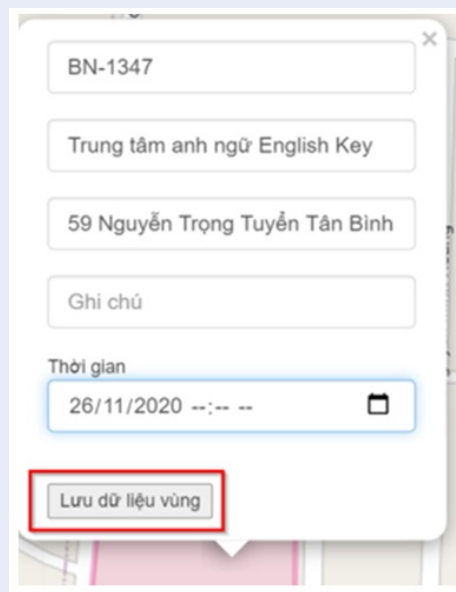 ×
BN-1347
Trung tâm anh ngữ English Key
59 Nguyễn Trọng Tuyển Tân Bình
Ghi chú
Thời gian
26/11/2020 --:-- --
Lưu dữ liệu vùng